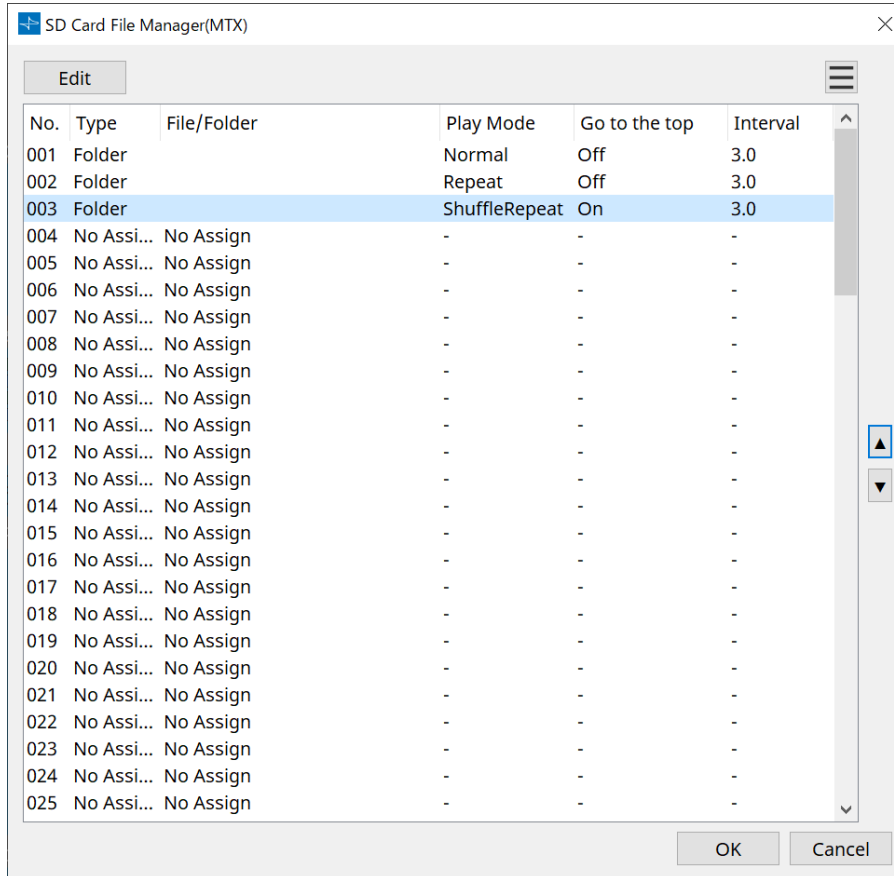 SD Card File Manager(MTX)
Edit
No. Type File/Folder Play Mode Go to the top Interval
001 Folder Normal Off 3.0
002 Folder Repeat Off 3.0
003 Folder ShuffleRepeat On 3.0
004 No Assi... No Assign - - -
005 No Assi... No Assign - - -
006 No Assi... No Assign - - -
007 No Assi... No Assign - - -
008 No Assi... No Assign - - -
009 No Assi... No Assign - - -
010 No Assi... No Assign - - -
011 No Assi... No Assign - - -
012 No Assi... No Assign - - -
013 No Assi... No Assign - - -
014 No Assi... No Assign - - -
015 No Assi... No Assign - - -
016 No Assi... No Assign - - -
017 No Assi... No Assign - - -
018 No Assi... No Assign - - -
019 No Assi... No Assign - - -
020 No Assi... No Assign - - -
021 No Assi... No Assign - - -
022 No Assi... No Assign - - -
023 No Assi... No Assign - - -
024 No Assi... No Assign - - -
025 No Assi... No Assign - - -
OK Cancel